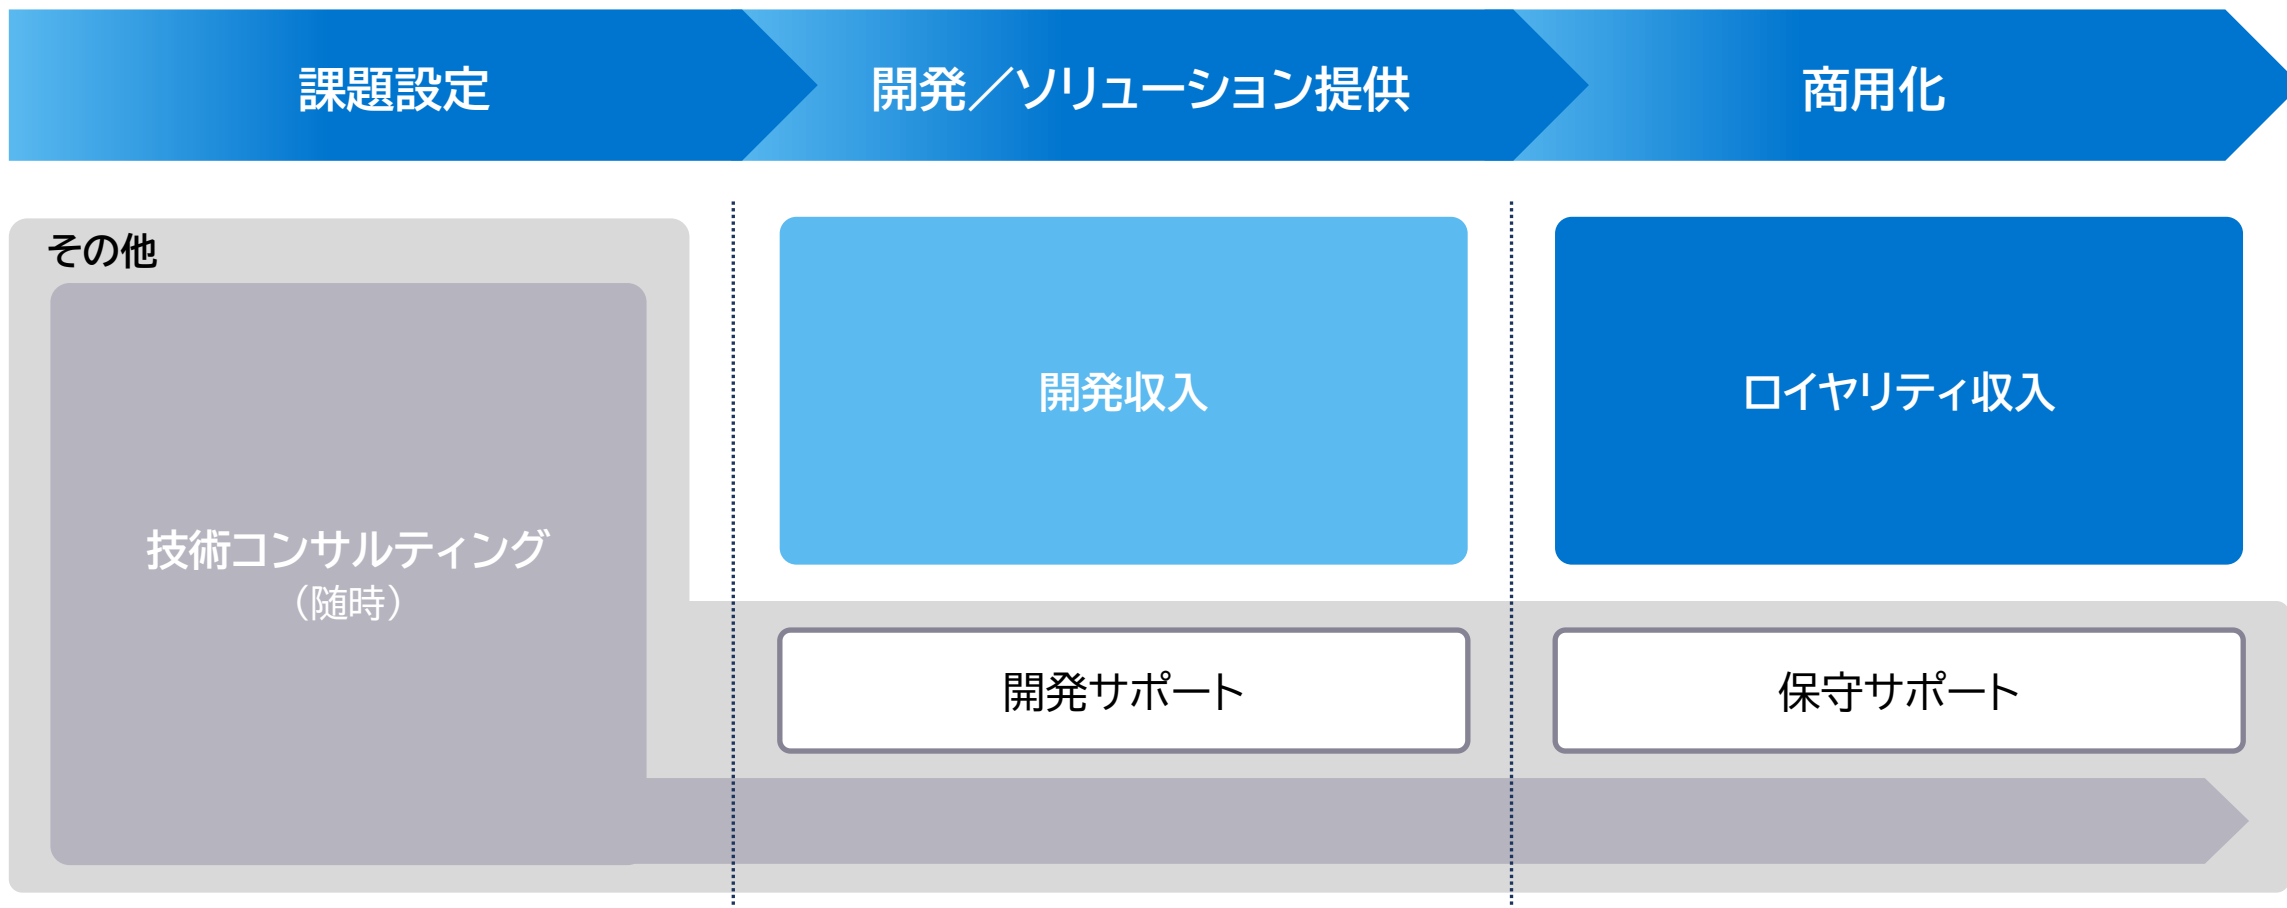 課題設定
開発／ソリューション提供
商用化
その他
技術コンサルティング
（随時）
開発収入
ロイヤリティ収入
開発サポート
保守サポート